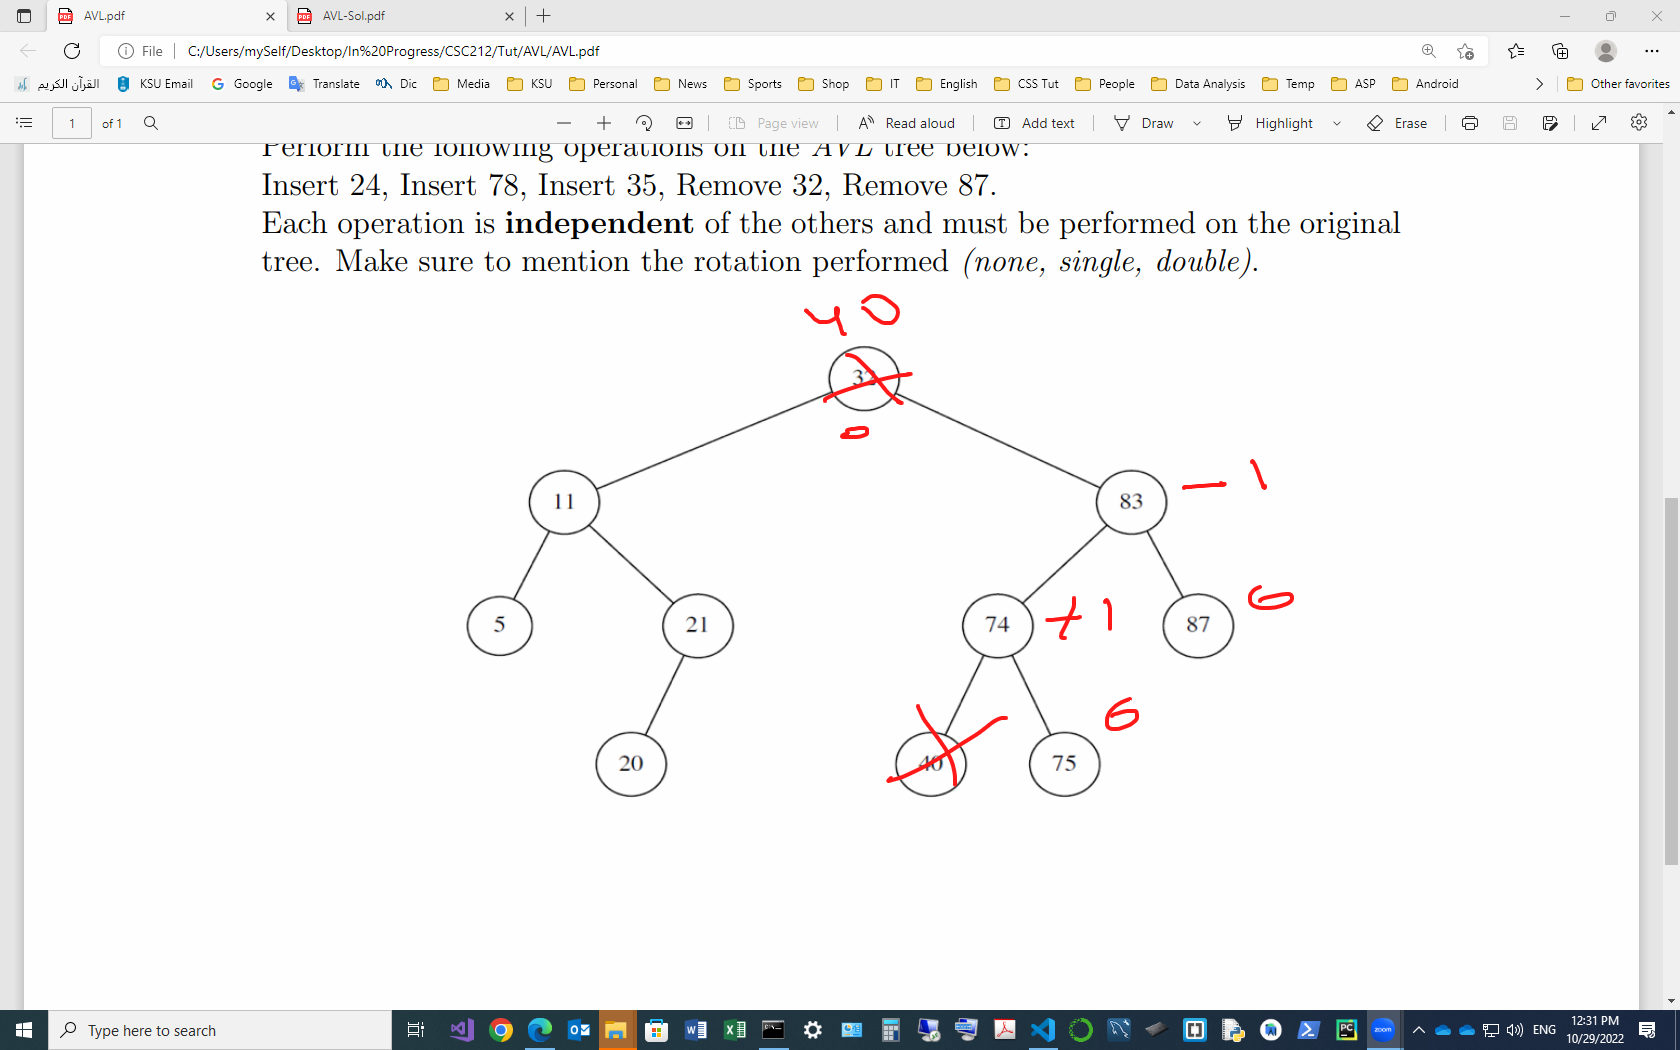 AVL.pdf
AVL-Sol.pdf
File
C:/Users/mySelf/Desktop/In%20Progress/CSC212/Tut/AVL/AVL.pdf
القرآن الكريم
KSU Email
Google
Translate
Dic
Media
KSU
Personal
News
Sports
Shop
IT
English
CSS Tut
People
Data Analysis
Temp
ASP
Android
Other favorites
1 of 1
Page view
Read aloud
Add text
Draw
Highlight
Erase
Perform the following operations on the AVL tree below:
Insert 24, Insert 78, Insert 35, Remove 32, Remove 87.
Each operation is independent of the others and must be performed on the original
tree. Make sure to mention the rotation performed (none, single, double).
40
32
0
11
83
- 1
5
21
74
+ 1
87
0
20
40
75
0
Type here to search
ENG
12:31 PM
10/29/2022